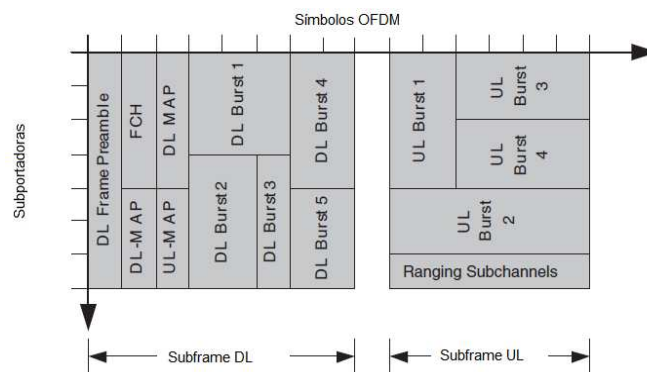 Símbolos OFDM
Subportadoras
DL Frame Preamble
FCH
DL-MAP
DL MAP
UL-MAP
DL Burst 1
DL Burst 2
DL Burst 3
DL Burst 4
DL Burst 5
UL Burst 1
UL
Burst
3
UL
Burst
4
UL
Burst
2
Ranging Subchannels
Subframe DL
Subframe UL